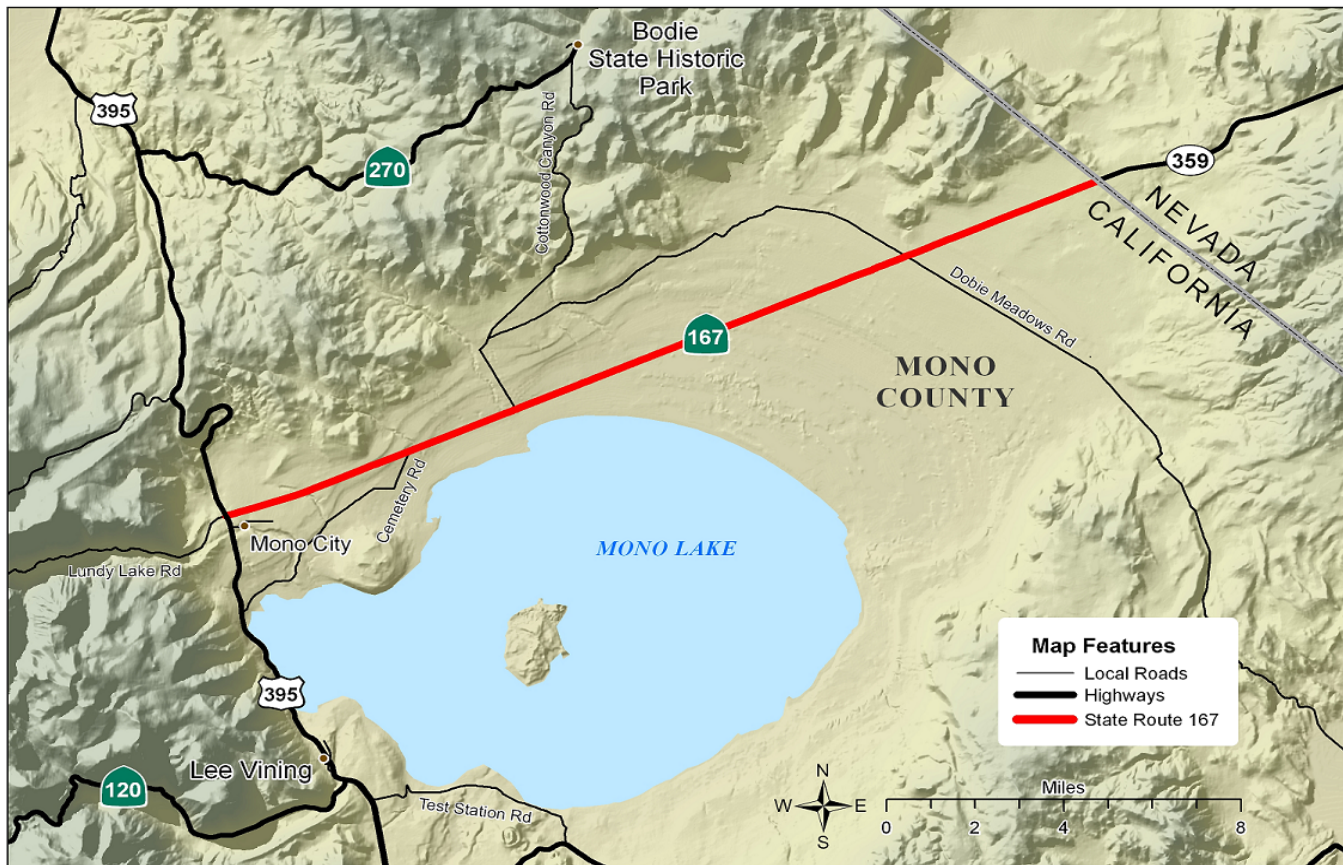 Bodie
State Historic
Park
395
270
Cottonwood Canyon Rd
359
NEVADA
CALIFORNIA
Dobie Meadows Rd
167
MONO
COUNTY
Cemetery Rd
Mono City
MONO LAKE
Lundy Lake Rd
Map Features
Local Roads
Highways
State Route 167
395
Lee Vining
120
Test Station Rd
N
W E
S
Miles
0 2 4 8